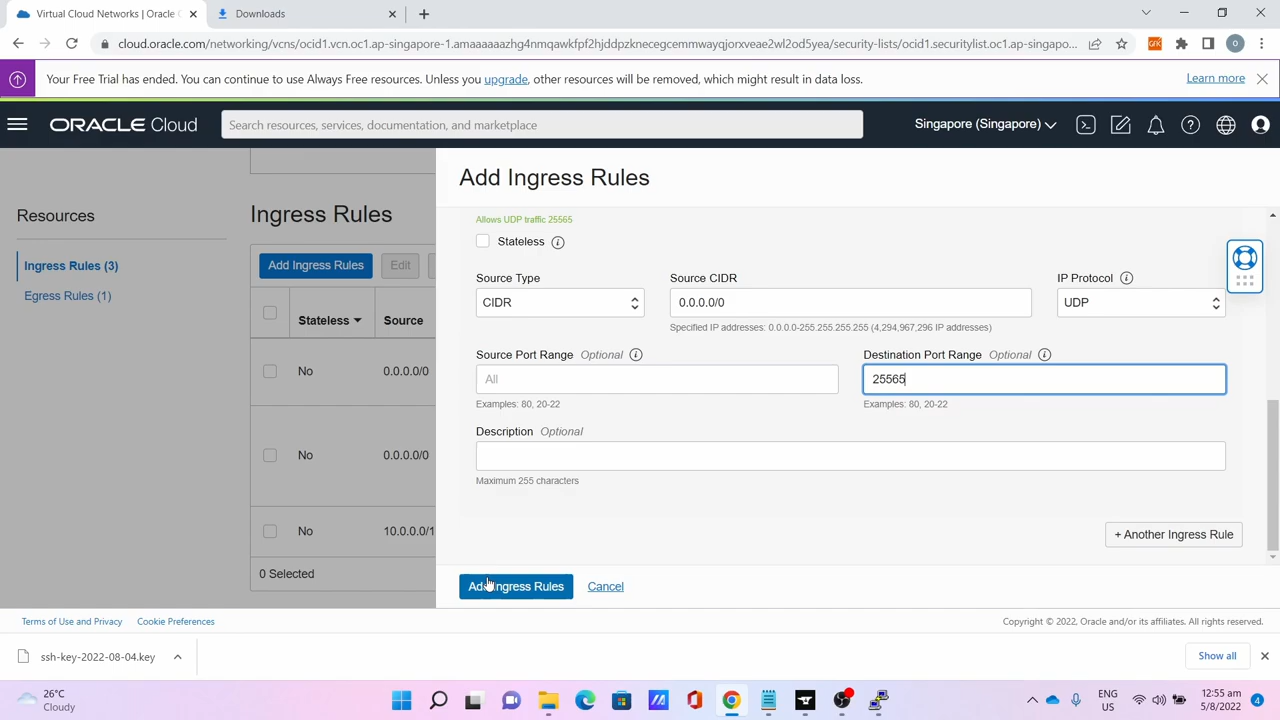 Virtual Cloud Networks | Oracle C
Downloads
cloud.oracle.com/networking/vcns/ocid1.vcn.oc1.ap-singapore-1.
Your Free Trial has ended. You can continue to use Always Free resources. Unless you upgrade, other resources will be removed, which might result in data loss.
Learn more
ORACLE Cloud
Search resources, services, documentation, and marketplace
Singapore (Singapore)
Add Ingress Rules
Resources
Ingress Rules (3)
Egress Rules (1)
Ingress Rules
Add Ingress Rules
Edit
Stateless
Source
No
0.0.0.0/0
No
0.0.0.0/0
No
10.0.0.0/1
0 Selected
Allows UDP traffic 25565
Stateless
Source Type
Source CIDR
IP Protocol
CIDR
0.0.0.0/0
UDP
Specified IP addresses: 0.0.0.0-255.255.255.255 (4,294,967,296 IP addresses)
Source Port Range Optional
Destination Port Range Optional
All
25565
Examples: 80, 20-22
Examples: 80, 20-22
Description Optional
Maximum 255 characters
+ Another Ingress Rule
Add Ingress Rules
Cancel
Terms of Use and Privacy
Cookie Preferences
Copyright © 2022, Oracle and/or its affiliates. All rights reserved.
ssh-key-2022-08-04.key
Show all
26°C
Cloudy
ENG
US
12:55 am
5/8/2022
4